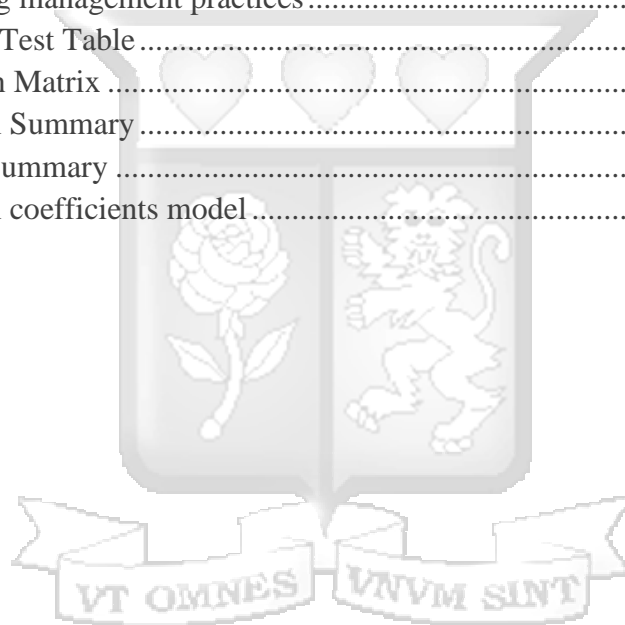 g management practices..............................................
Test Table....................................................................
n Matrix........................................................................
Summary....................................................................
ummary.......................................................................
coefficients model......................................................
VT OMNES VNVM SINT